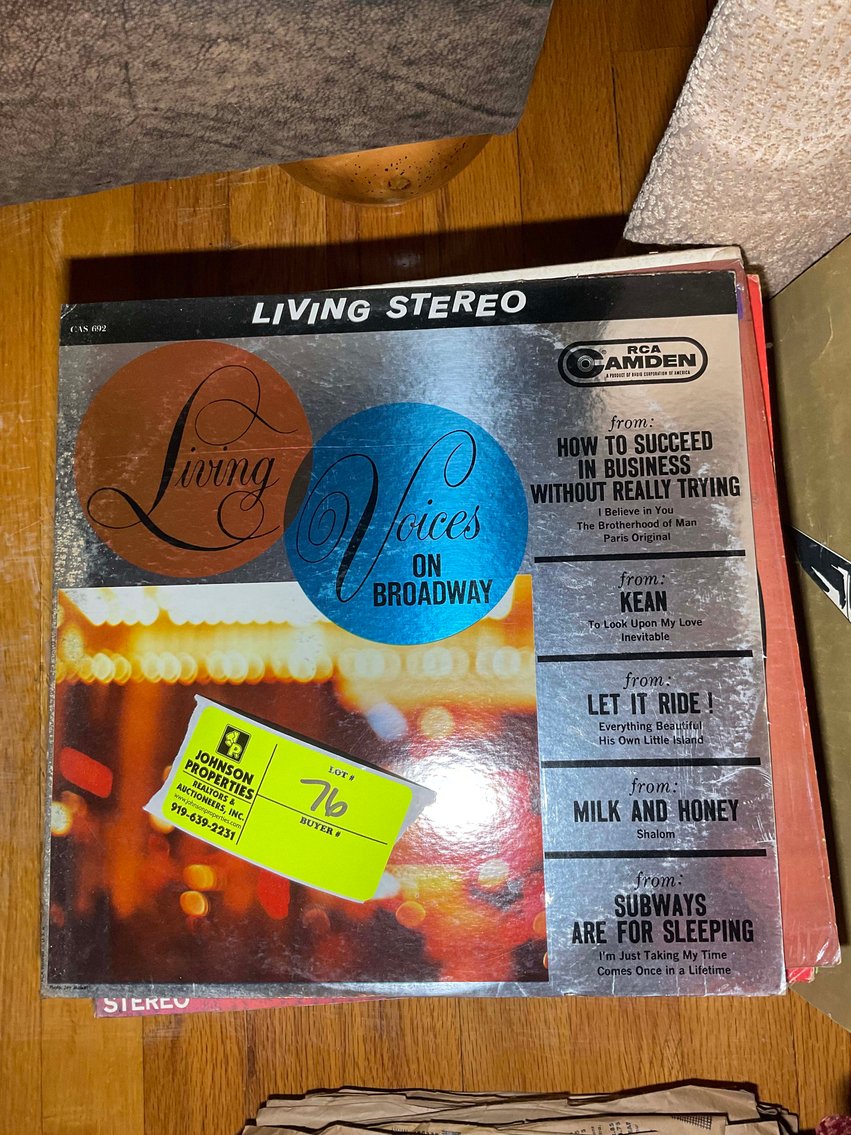 LIVING STEREO
CAS 692
RCA
CAMDEN
A PRODUCT OF RADIO CORPORATION OF AMERICA
Living
Voices
ON
BROADWAY
from:
HOW TO SUCCEED
IN BUSINESS
WITHOUT REALLY TRYING
I Believe in You
The Brotherhood of Man
Paris Original
from:
KEAN
To Look Upon My Love
Inevitable
from:
LET IT RIDE !
Everything Beautiful
His Own Little Island
from:
MILK AND HONEY
Shalom
from:
SUBWAYS
ARE FOR SLEEPING
I'm Just Taking My Time
Comes Once in a Lifetime
JOHNSON
PROPERTIES
REALTORS &
AUCTIONEERS, INC.
www.johnsonproperties.com
919-639-2231
LOT #
76
BUYER #
STEREO